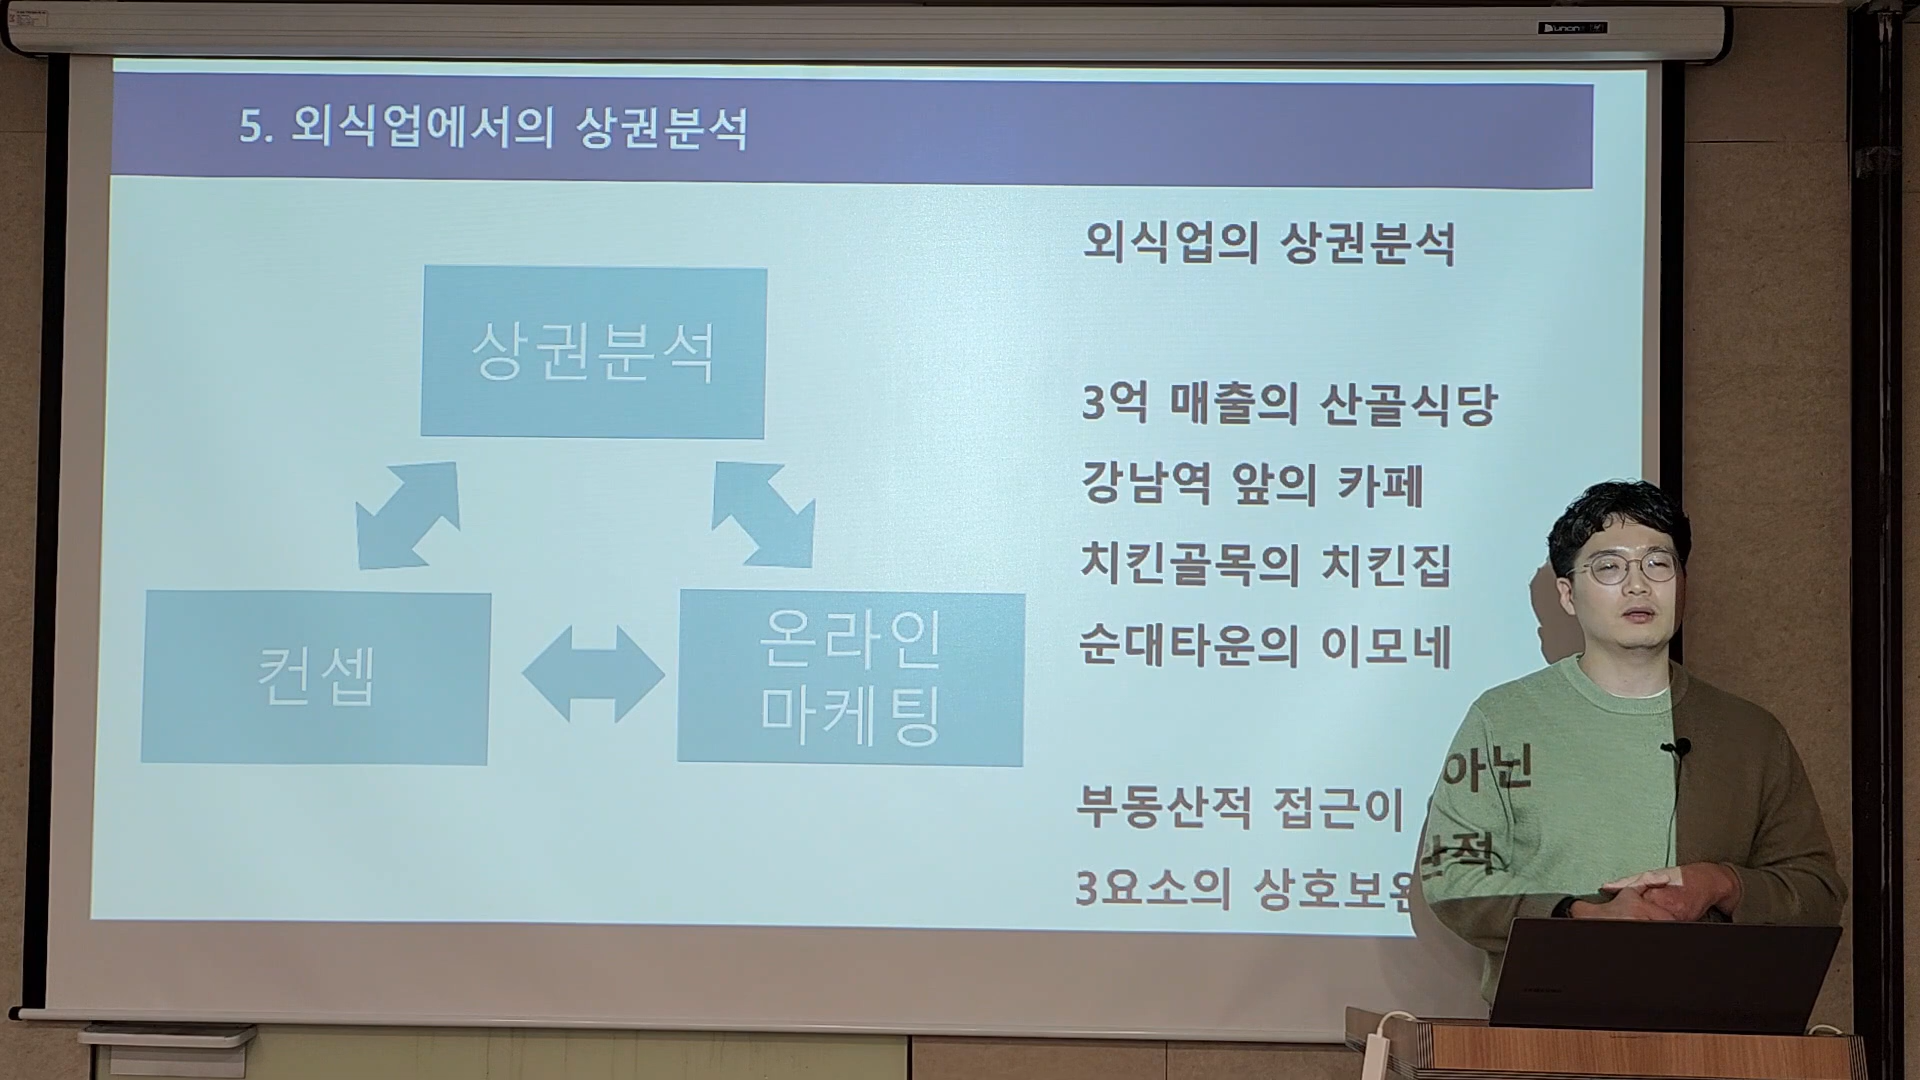 5. 외식업에서의 상권분석
상권분석
컨셉
온라인
마케팅
외식업의 상권분석
3억 매출의 산골식당
강남역 앞의 카페
치킨골목의 치킨집
순대타운의 이모네
부동산적 접근이 아닌
3요소의